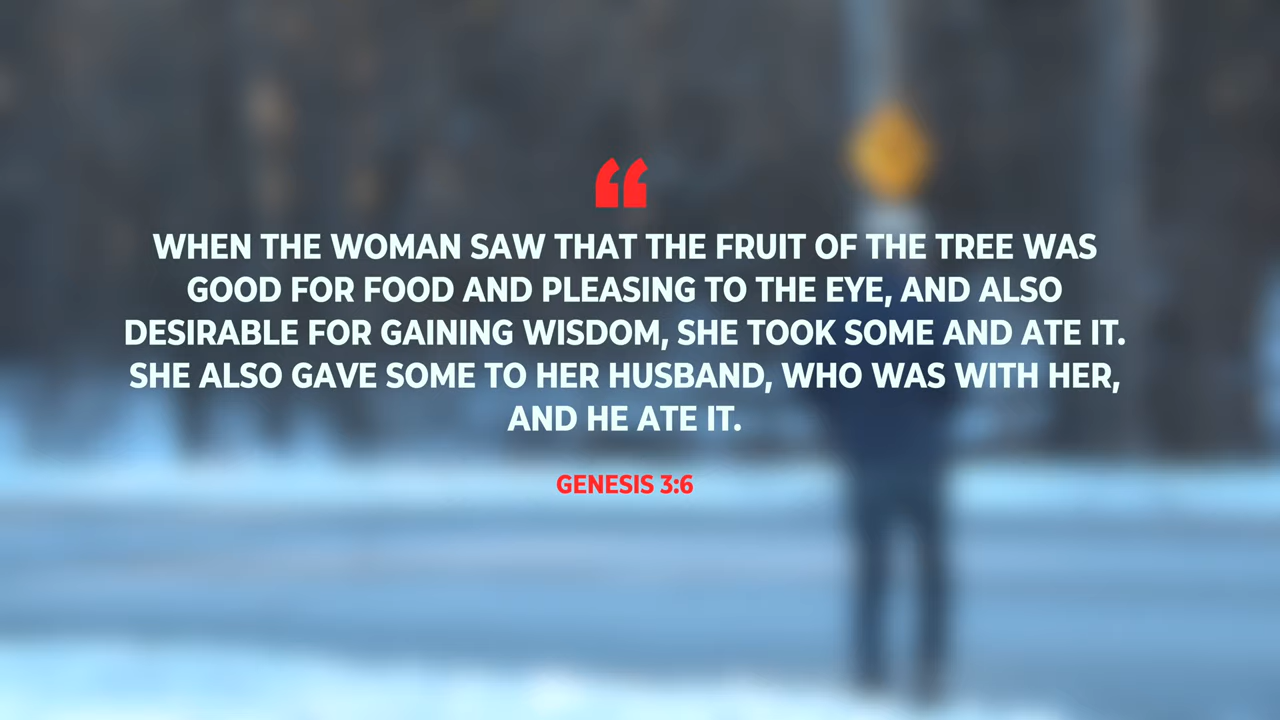 “
WHEN THE WOMAN SAW THAT THE FRUIT OF THE TREE WAS
GOOD FOR FOOD AND PLEASING TO THE EYE, AND ALSO
DESIRABLE FOR GAINING WISDOM, SHE TOOK SOME AND ATE IT.
SHE ALSO GAVE SOME TO HER HUSBAND, WHO WAS WITH HER,
AND HE ATE IT.
GENESIS 3:6